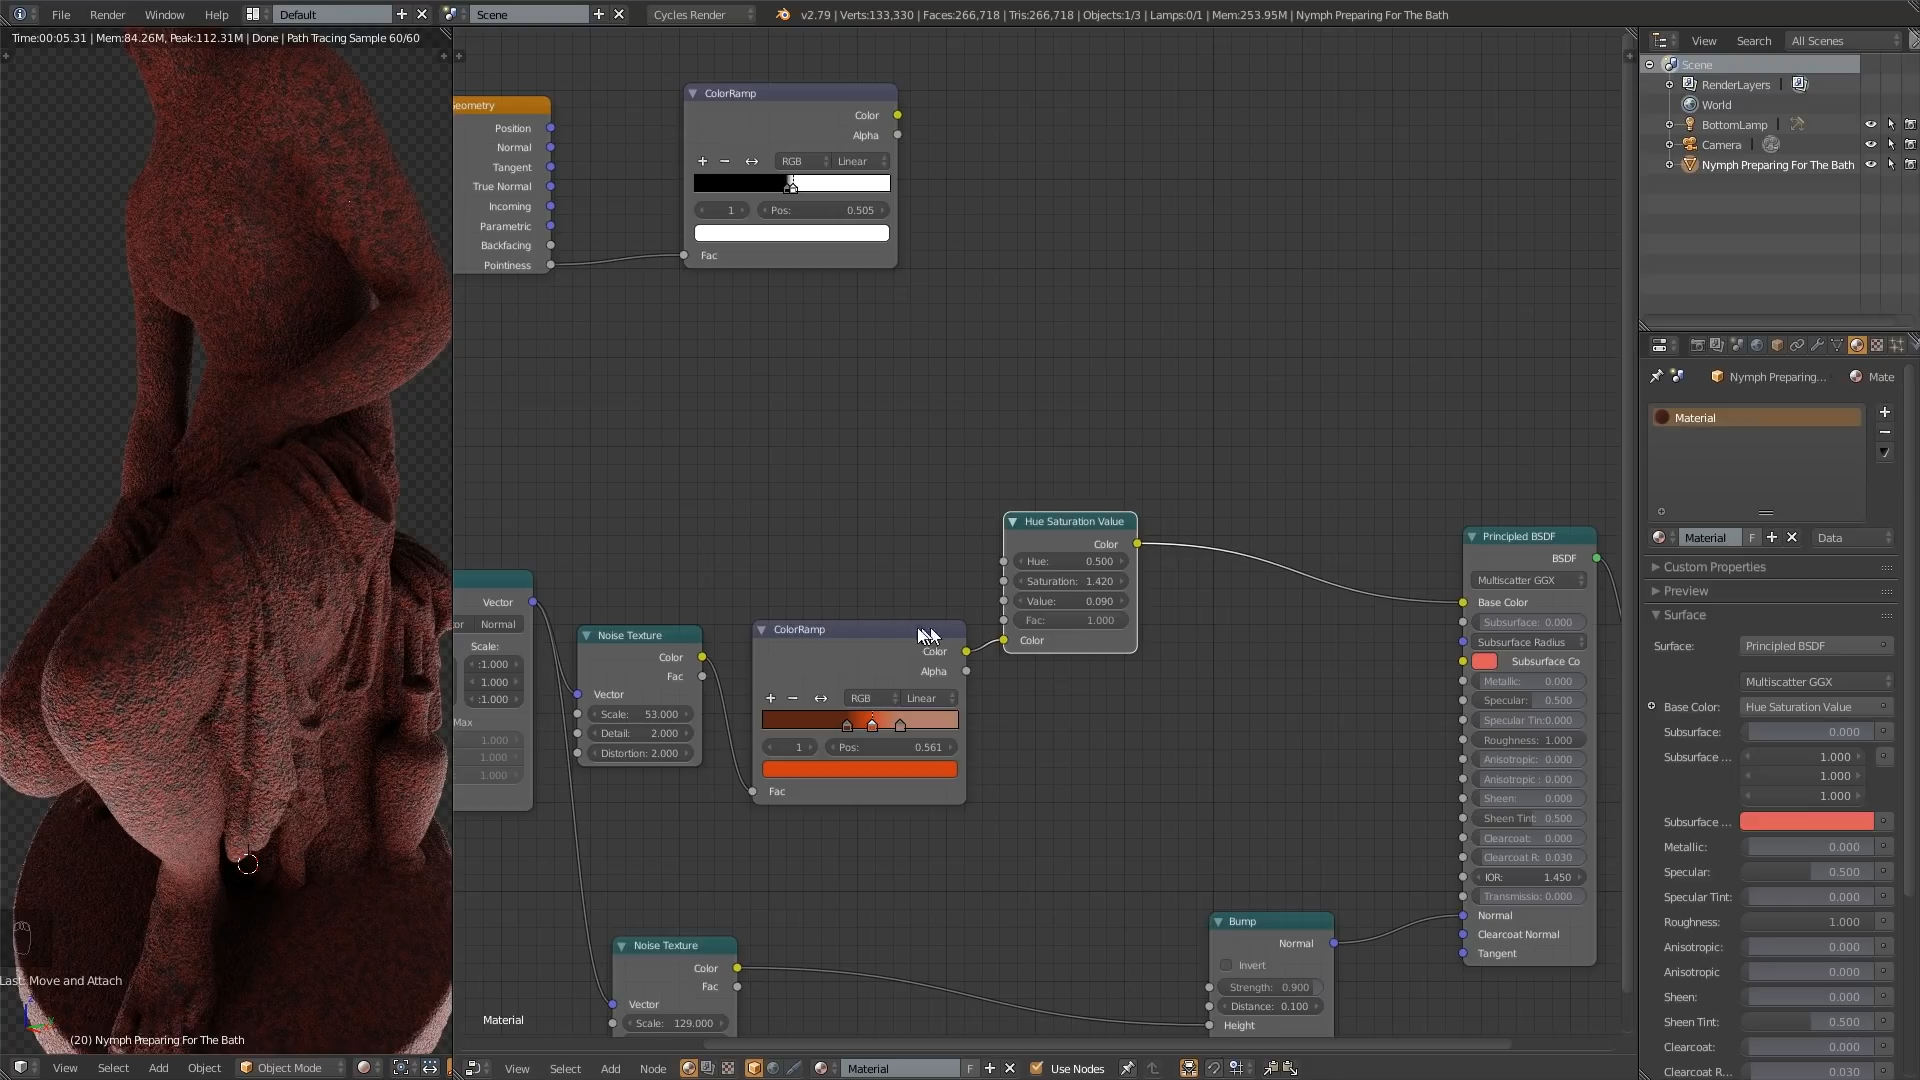 File Render Window Help Default Scene Cycles Render v2.79 | Verts:133,330 | Faces:266,718 | Tris:266,718 | Objects:1/3 | Lamps:0/1 | Mem:253.95M | Nymph Preparing For The Bath
Time:00:05.31 | Mem:84.26M, Peak:112.31M | Done | Path Tracing Sample 60/60
Last: Move and Attach
(20) Nymph Preparing For The Bath
View Select Add Object Object Mode
Geometry
Position
Normal
Tangent
True Normal
Incoming
Parametric
Backfacing
Pointiness
ColorRamp
Color
Alpha
RGB Linear
1 Pos: 0.505
Fac
Vector
or Normal
Scale:
:1.000
1.000
:1.000
Max
1.000
1.000
1.000
Noise Texture
Color
Fac
Vector
Scale: 53.000
Detail: 2.000
Distortion: 2.000
ColorRamp
Color
Alpha
RGB Linear
1 Pos: 0.561
Fac
Hue Saturation Value
Color
Hue: 0.500
Saturation: 1.420
Value: 0.090
Fac: 1.000
Color
Noise Texture
Color
Fac
Vector
Scale: 129.000
Bump
Normal
Invert
Strength: 0.900
Distance: 0.100
Height
Principled BSDF
BSDF
Multiscatter GGX
Base Color
Subsurface: 0.000
Subsurface Radius
Subsurface Co
Metallic: 0.000
Specular: 0.500
Specular Tin:0.000
Roughness: 1.000
Anisotropic: 0.000
Anisotropic : 0.000
Sheen: 0.000
Sheen Tint: 0.500
Clearcoat: 0.000
Clearcoat R: 0.030
IOR: 1.450
Transmissio: 0.000
Normal
Clearcoat Normal
Tangent
Material
View Select Add Node Material F Use Nodes
View Search All Scenes
Scene
RenderLayers |
World
BottomLamp |
Camera |
Nymph Preparing For The Bath
Nymph Preparing... Mate
Material
Material F Data
Custom Properties
Preview
Surface
Surface: Principled BSDF
Multiscatter GGX
Base Color: Hue Saturation Value
Subsurface: 0.000
Subsurface ... 1.000
1.000
1.000
Subsurface ...
Metallic: 0.000
Specular: 0.500
Specular Tint: 0.000
Roughness: 1.000
Anisotropic: 0.000
Anisotropic 0.000
Sheen: 0.000
Sheen Tint: 0.500
Clearcoat: 0.000
Clearcoat R... 0.030